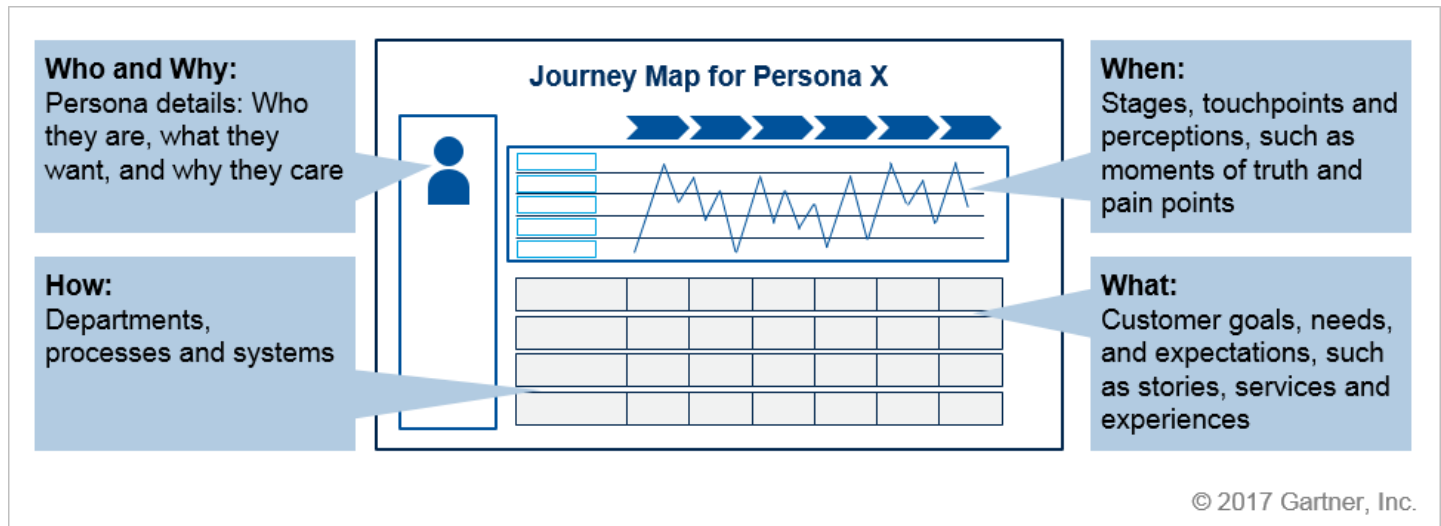 Who and Why:
Persona details: Who
they are, what they
want, and why they care
How:
Departments,
processes and systems
Journey Map for Persona X
When:
Stages, touchpoints and
perceptions, such as
moments of truth and
pain points
What:
Customer goals, needs,
and expectations, such
as stories, services and
experiences
© 2017 Gartner, Inc.